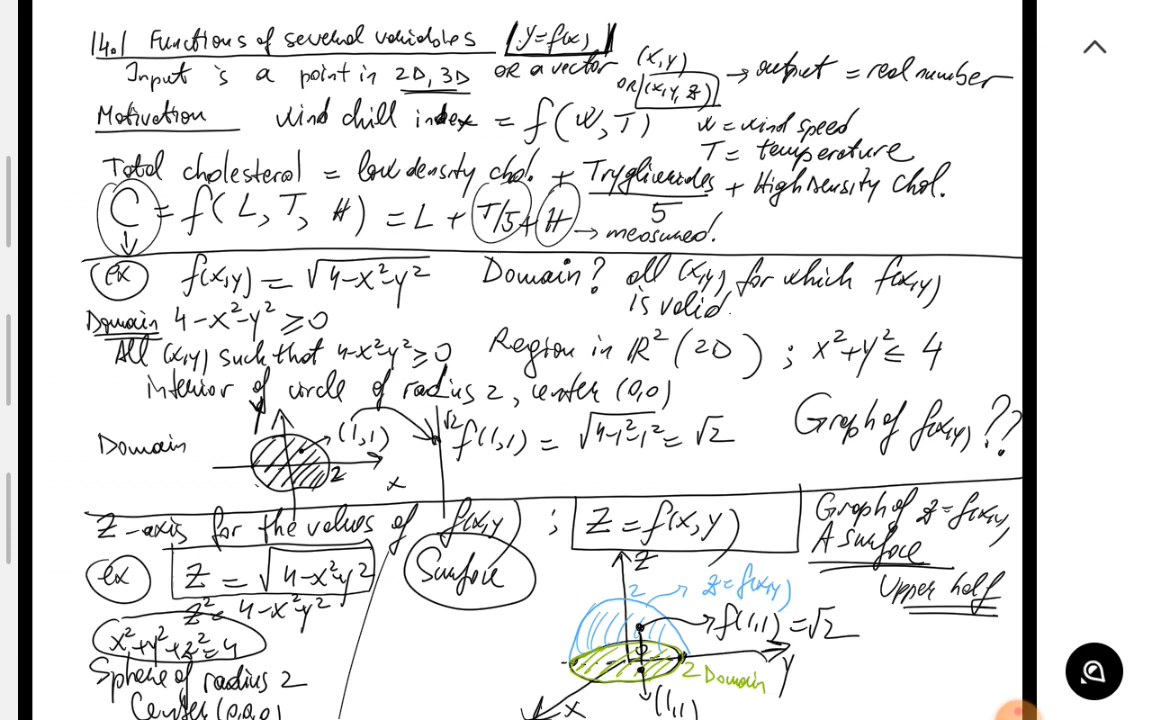 14.1 Functions of several variables [y=f(x)]
Input is a point in 2D, 3D OR a vector (x,y) OR (x,y,z) → output = real number
Motivation wind chill index = f(W,T) W = wind speed
T = temperature
Total cholesterol = low density chol. + Tryglicerides/5 + High density chol.
C = f(L, T, H) = L + T/5 + H → measured.
ex f(x,y) = √4-x²-y² Domain? all (x,y) for which f(x,y)
is valid.
Domain 4-x²-y² ≥ 0
All (x,y) such that 4-x²-y² ≥ 0 Region in ℝ² (2D) ; x²+y² ≤ 4
interior of circle of radius 2, center (0,0)
Domain y (1,1) 2 x √2 f(1,1) = √4-1²-1² = √2 Graph of f(x,y) ??
Z-axis for the values of f(x,y) ; Z = f(x,y) Graph of z = f(x,y)
A surface
ex Z = √4-x²-y² Surface Upper half
z² = 4-x²-y²
x²+y²+z² = 4
Sphere of radius 2
Center (0,0,0)
Z 2 z = f(x,y)
f(1,1) = √2
2 Domain y
x (1,1)